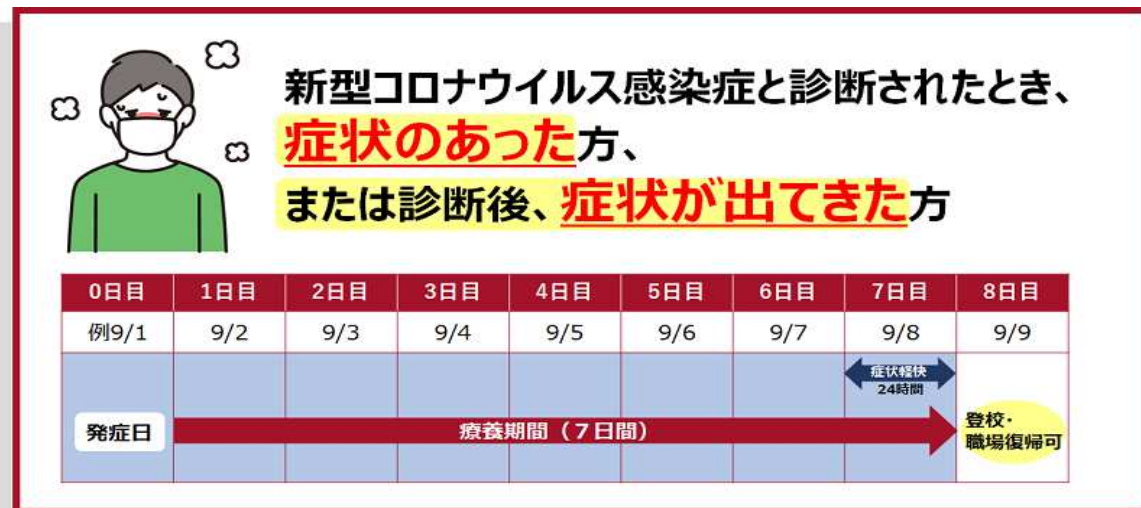 新型コロナウイルス感染症と診断されたとき、
症状のあった方、
または診断後、症状が出てきた方
0日目 1日目 2日目 3日目 4日目 5日目 6日目 7日目 8日目
例9/1 9/2 9/3 9/4 9/5 9/6 9/7 9/8 9/9
症状軽快
24時間
発症日
療養期間（7日間）
登校・
職場復帰可